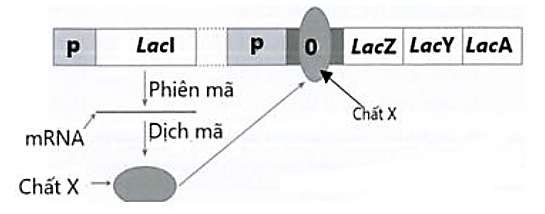 p LacI p O LacZ LacY LacA
Phiên mã
Chất X
mRNA
Dịch mã
Chất X